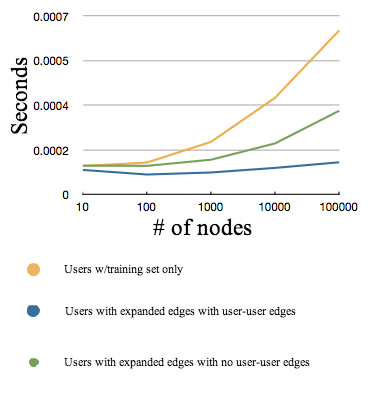 0.0007
0.0005
0.0004
0.0002
0
Seconds
10 100 1000 10000 100000
# of nodes
Users w/training set only
Users with expanded edges with user-user edges
Users with expanded edges with no user-user edges